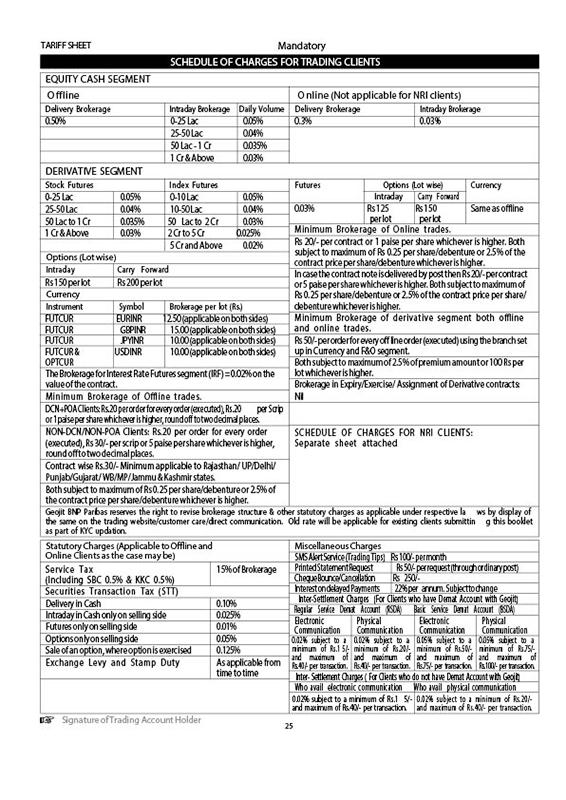 TARIFF SHEET
Mandatory
SCHEDULE OF CHARGES FOR TRADING CLIENTS
EQUITY CASH SEGMENT
Offline
Delivery Brokerage Intraday Brokerage Daily Volume
0.50% 0-25 Lac 0.05%
25-50 Lac 0.04%
50 Lac - 1 Cr 0.035%
1 Cr & Above 0.03%
Online (Not applicable for NRI clients)
Delivery Brokerage Intraday Brokerage
0.3% 0.03%
DERIVATIVE SEGMENT
Stock Futures Index Futures
0-25 Lac 0.05% 0-10 Lac 0.05%
25-50 Lac 0.04% 10-50 Lac 0.04%
50 Lac to 1 Cr 0.035% 50 Lac to 2 Cr 0.03%
1 Cr & Above 0.03% 2 Cr to 5 Cr 0.025%
5 Cr and Above 0.02%
Options (Lot wise)
Intraday Carry Forward
Rs 150 per lot Rs 200 per lot
Currency
Instrument Symbol Brokerage per lot (Rs.)
FUTCUR EURINR 12.50 (applicable on both sides)
FUTCUR GBPINR 15.00 (applicable on both sides)
FUTCUR JPYINR 10.00 (applicable on both sides)
FUTCUR & USDINR 10.00 (applicable on both sides)
OPTCUR
The Brokerage for Interest Rate Futures segment (IRF) = 0.02% on the
value of the contract.
Minimum Brokerage of Offline trades.
DCN+POA Clients: Rs.20 per order for every order (executed), Rs.20 per Scrip
or 1 paise per share whichever is higher, round off to two decimal places.
NON-DCN/NON-POA Clients: Rs.20 per order for every order
(executed), Rs 30/- per scrip or 5 paise per share whichever is higher,
round off to two decimal places.
Contract wise Rs.30/- Minimum applicable to Rajasthan/ UP/Delhi/
Punjab/Gujarat/ WB/MP/Jammu & Kashmir states.
Both subject to maximum of Rs 0.25 per share/debenture or 2.5% of
the contract price per share/debenture whichever is higher.
Futures Options (Lot wise) Currency
Intraday Carry Forward
0.03% Rs 125 Rs 150 Same as offline
per lot per lot
Minimum Brokerage of Online trades.
Rs 20/- per contract or 1 paise per share whichever is higher. Both
subject to maximum of Rs 0.25 per share/debenture or 2.5% of the
contract price per share/debenture whichever is higher.
In case the contract note is delivered by post then Rs 20/- per contract
or 5 paise per share whichever is higher. Both subject to maximum of
Rs 0.25 per share/debenture or 2.5% of the contract price per share/
debenture whichever is higher.
Minimum Brokerage of derivative segment both offline
and online trades.
Rs 50/- per order for every off line order (executed) using the branch set
up in Currency and F&O segment.
Both subject to maximum of 2.5% of premium amount or 100 Rs per
lot whichever is higher.
Brokerage in Expiry/Exercise/ Assignment of Derivative contracts:
Nil
SCHEDULE OF CHARGES FOR NRI CLIENTS:
Separate sheet attached
Geojit BNP Paribas reserves the right to revise brokerage structure & other statutory charges as applicable under respective la ws by display of
the same on the trading website/customer care/direct communication. Old rate will be applicable for existing clients submittin g this booklet
as part of KYC updation.
Statutory Charges (Applicable to Offline and
Online Clients as the case may be)
Service Tax 15% of Brokerage
(Including SBC 0.5% & KKC 0.5%)
Securities Transaction Tax (STT)
Delivery in Cash 0.10%
Intraday in Cash only on selling side 0.025%
Futures only on selling side 0.01%
Options only on selling side 0.05%
Sale of an option, where option is exercised 0.125%
Exchange Levy and Stamp Duty As applicable from
time to time
Miscellaneous Charges
SMS Alert Service (Trading Tips) Rs 100/- per month
Printed Statement Request Rs 50/- per request (through ordinary post)
Cheque Bounce/Cancellation Rs 250/-
Interest on delayed Payments 22% per annum. Subject to change
Inter-Settlement Charges (For Clients who have Demat Account with Geojit)
Regular Service Demat Account (RSDA) Basic Service Demat Account (BSDA)
Electronic Physical Electronic Physical
Communication Communication Communication Communication
0.02% subject to a 0.02% subject to a 0.05% subject to a 0.05% subject to a
minimum of Rs.1 5/- minimum of Rs.20/- minimum of Rs.50/- minimum of Rs.75/-
and maximum of and maximum of and maximum of and maximum of
Rs.40/- per transaction. Rs.40/- per transaction. Rs.75/- per transaction. Rs.100/- per transaction.
Inter- Settlement Charges ( For Clients who do not have Demat Account with Geojit)
Who avail electronic communication Who avail physical communication
0.02% subject to a minimum of Rs.1 5/- 0.02% subject to a minimum of Rs.20/-
and maximum of Rs.40/- per transaction. and maximum of Rs.40/- per transaction.
Signature of Trading Account Holder
25